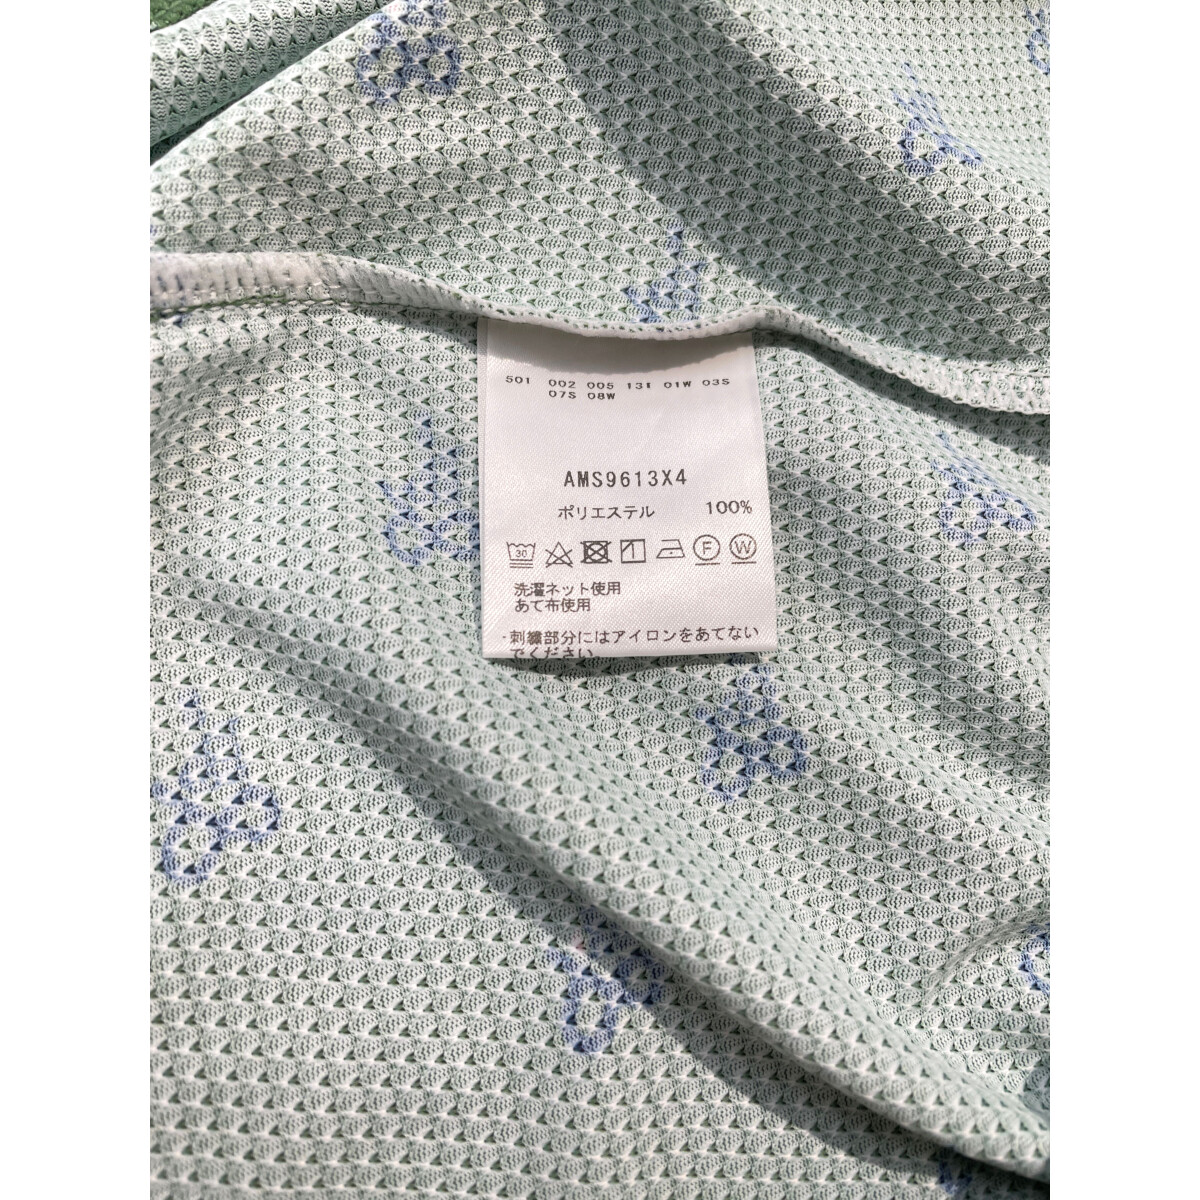 501 002 005 131 01W 03S
07S 08W
AMS9613X4
ポリエステル 100%
30 F W
洗濯ネット使用
あて布使用
・刺繍部分にはアイロンをあてない
でください